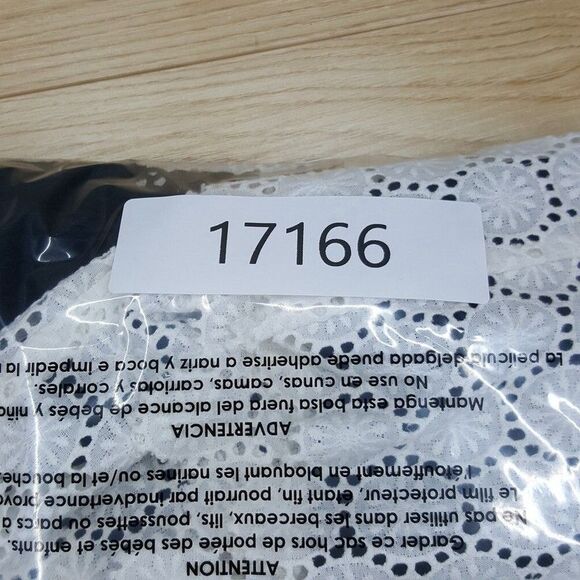 17166
ATTENTION
Garder ce sac hors de portée des bébés et enfants.
Ne pas utiliser dans les berceaux, lits, poussettes ou parcs à
Le film protecteur, étant fin, pourrait par inadvertance
l'étouffement en bloquant les narines et/ou la bouche.
ADVERTENCIA
Mantenga esta bolsa fuera del alcance de bebés y
No use en cunas, camas, carriolas y corrales.
La película delgada puede adherirse a nariz y boca e impedir la